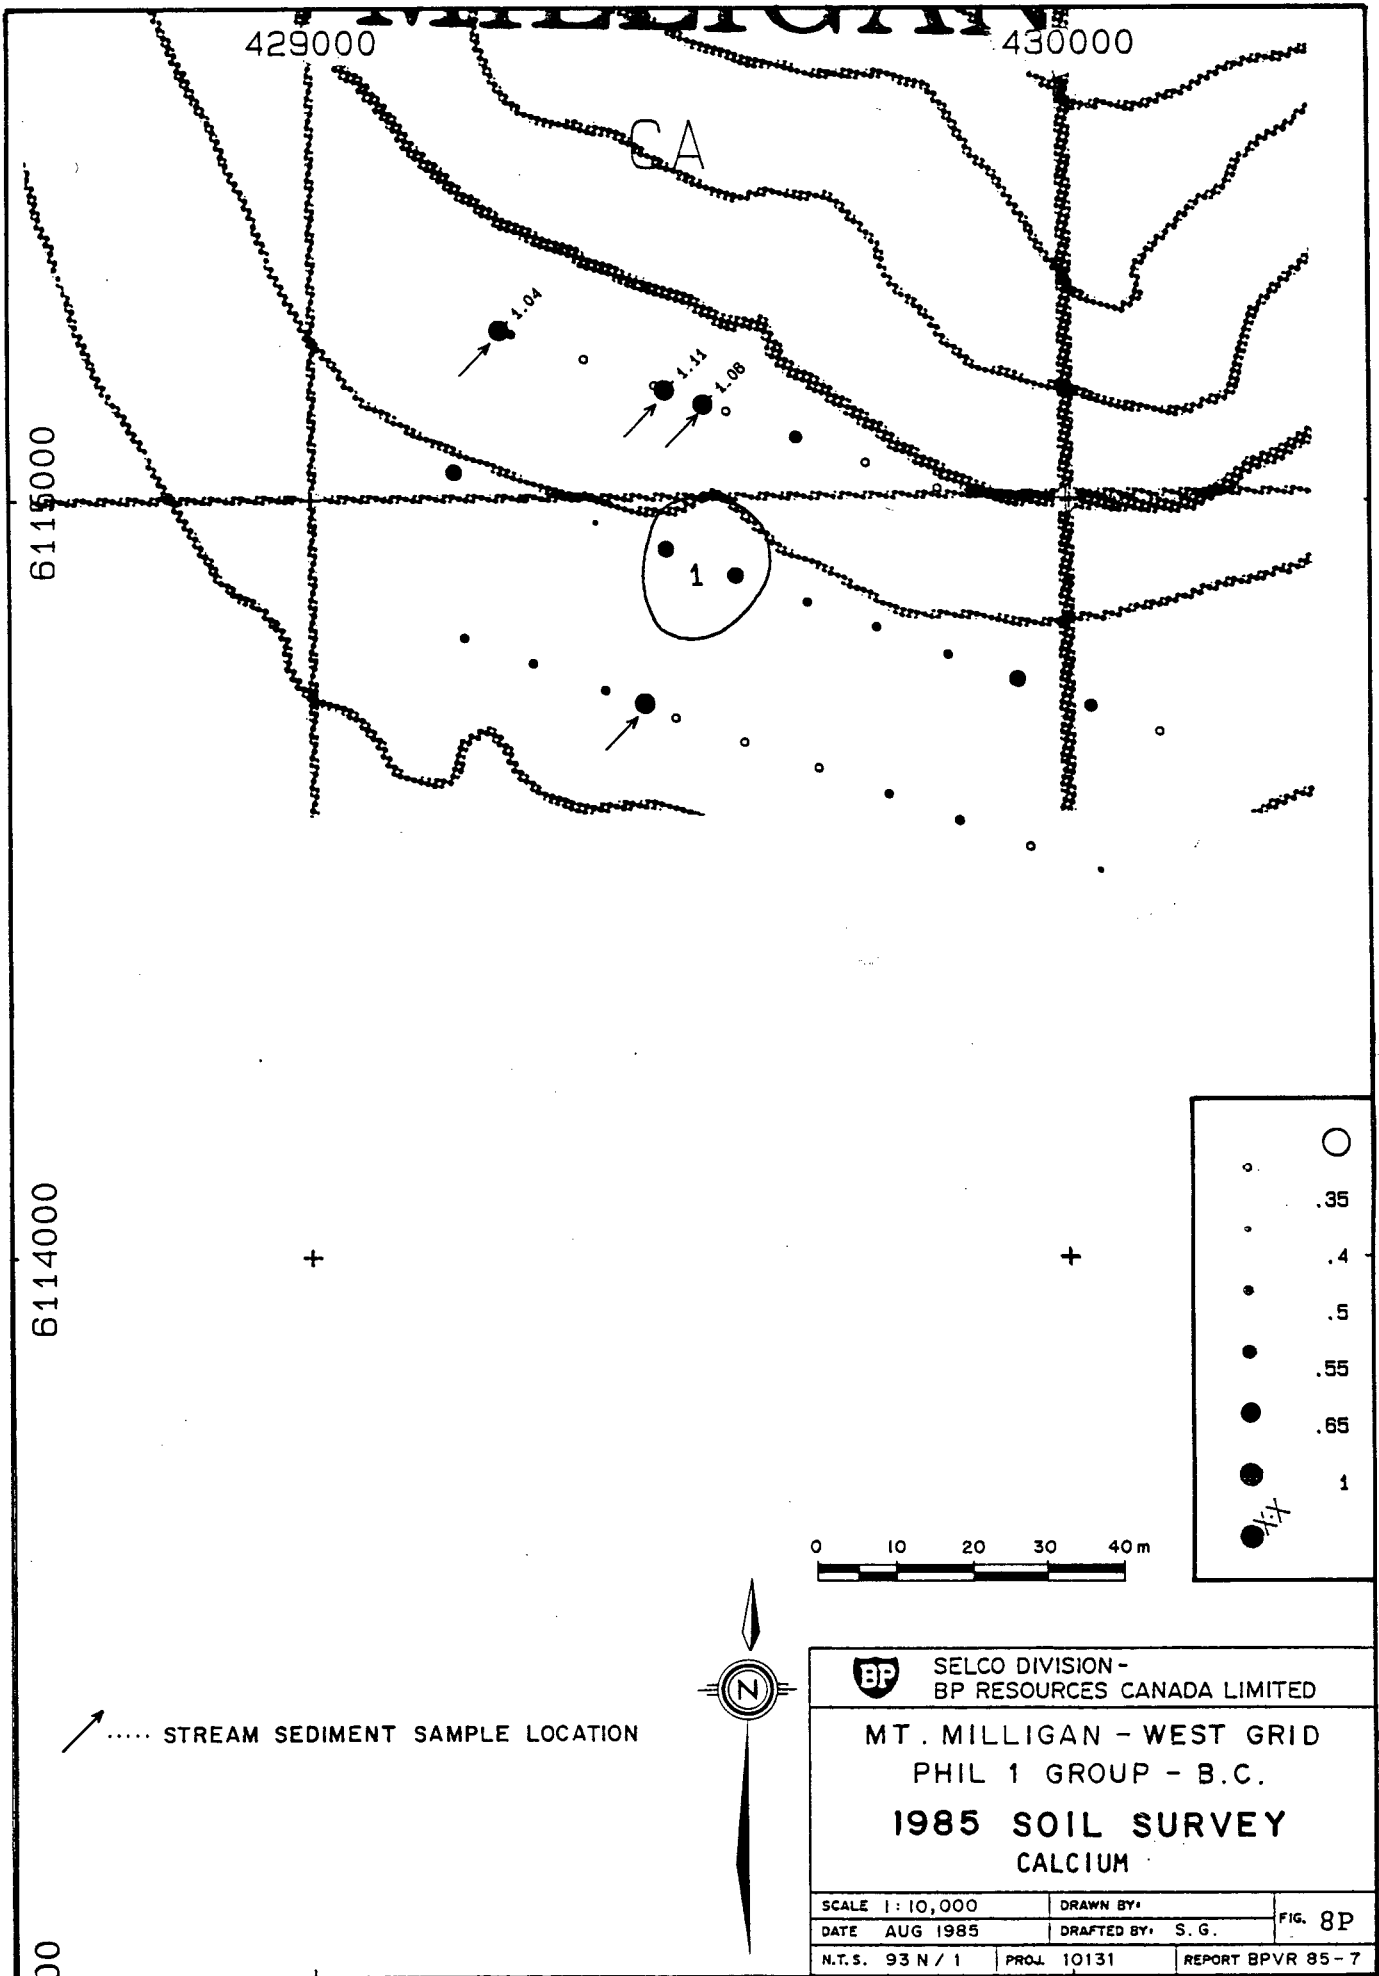 MILLIGAN
429000
430000
CA
1.04
1.11
1.08
6115000
1
.35
.4
6114000
.5
.55
.65
1
X.X
0 10 20 30 40 m
N
BP
SELCO DIVISION -
BP RESOURCES CANADA LIMITED
..... STREAM SEDIMENT SAMPLE LOCATION
MT. MILLIGAN - WEST GRID
PHIL 1 GROUP - B.C.
1985 SOIL SURVEY
CALCIUM
SCALE 1:10,000
DRAWN BY:
FIG. 8P
DATE AUG 1985
DRAFTED BY: S.G.
N.T.S. 93 N / 1
PROJ. 10131
REPORT BPVR 85-7
00